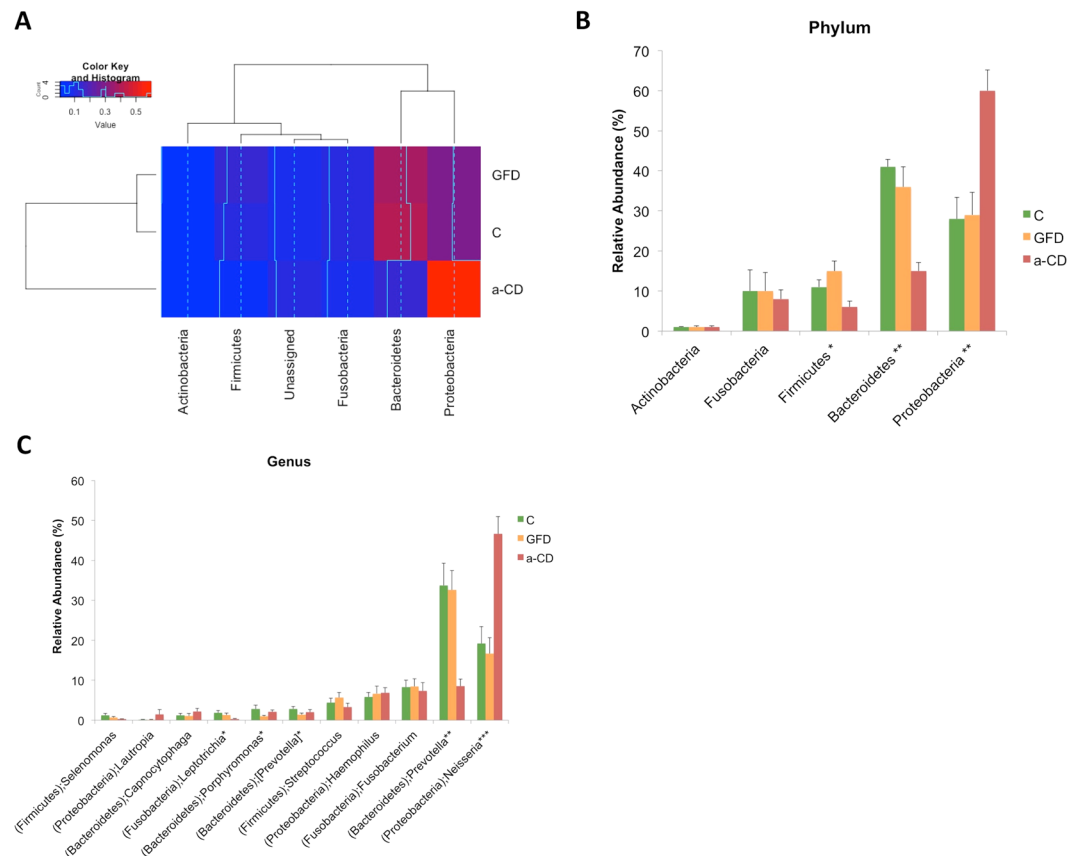 A
Color Key
and Histogram
Count
0 4
0.1 0.3 0.5
Value
GFD
C
a-CD
Actinobacteria
Firmicutes
Unassigned
Fusobacteria
Bacteroidetes
Proteobacteria
B
Phylum
Relative Abundance (%)
70
60
50
40
30
20
10
0
Actinobacteria
Fusobacteria
Firmicutes *
Bacteroidetes **
Proteobacteria **
C
GFD
a-CD
C
Genus
Relative Abundance (%)
60
50
40
30
20
10
0
(Firmicutes);Selenomonas
(Proteobacteria);Lautropia
(Bacteroidetes);Capnocytophaga
(Fusobacteria);Leptotrichia*
(Bacteroidetes);Porphyromonas*
(Bacteroidetes);[Prevotella]*
(Firmicutes);Streptococcus
(Proteobacteria);Haemophilus
(Fusobacteria);Fusobacterium
(Bacteroidetes);Prevotella**
(Proteobacteria);Neisseria***
C
GFD
a-CD